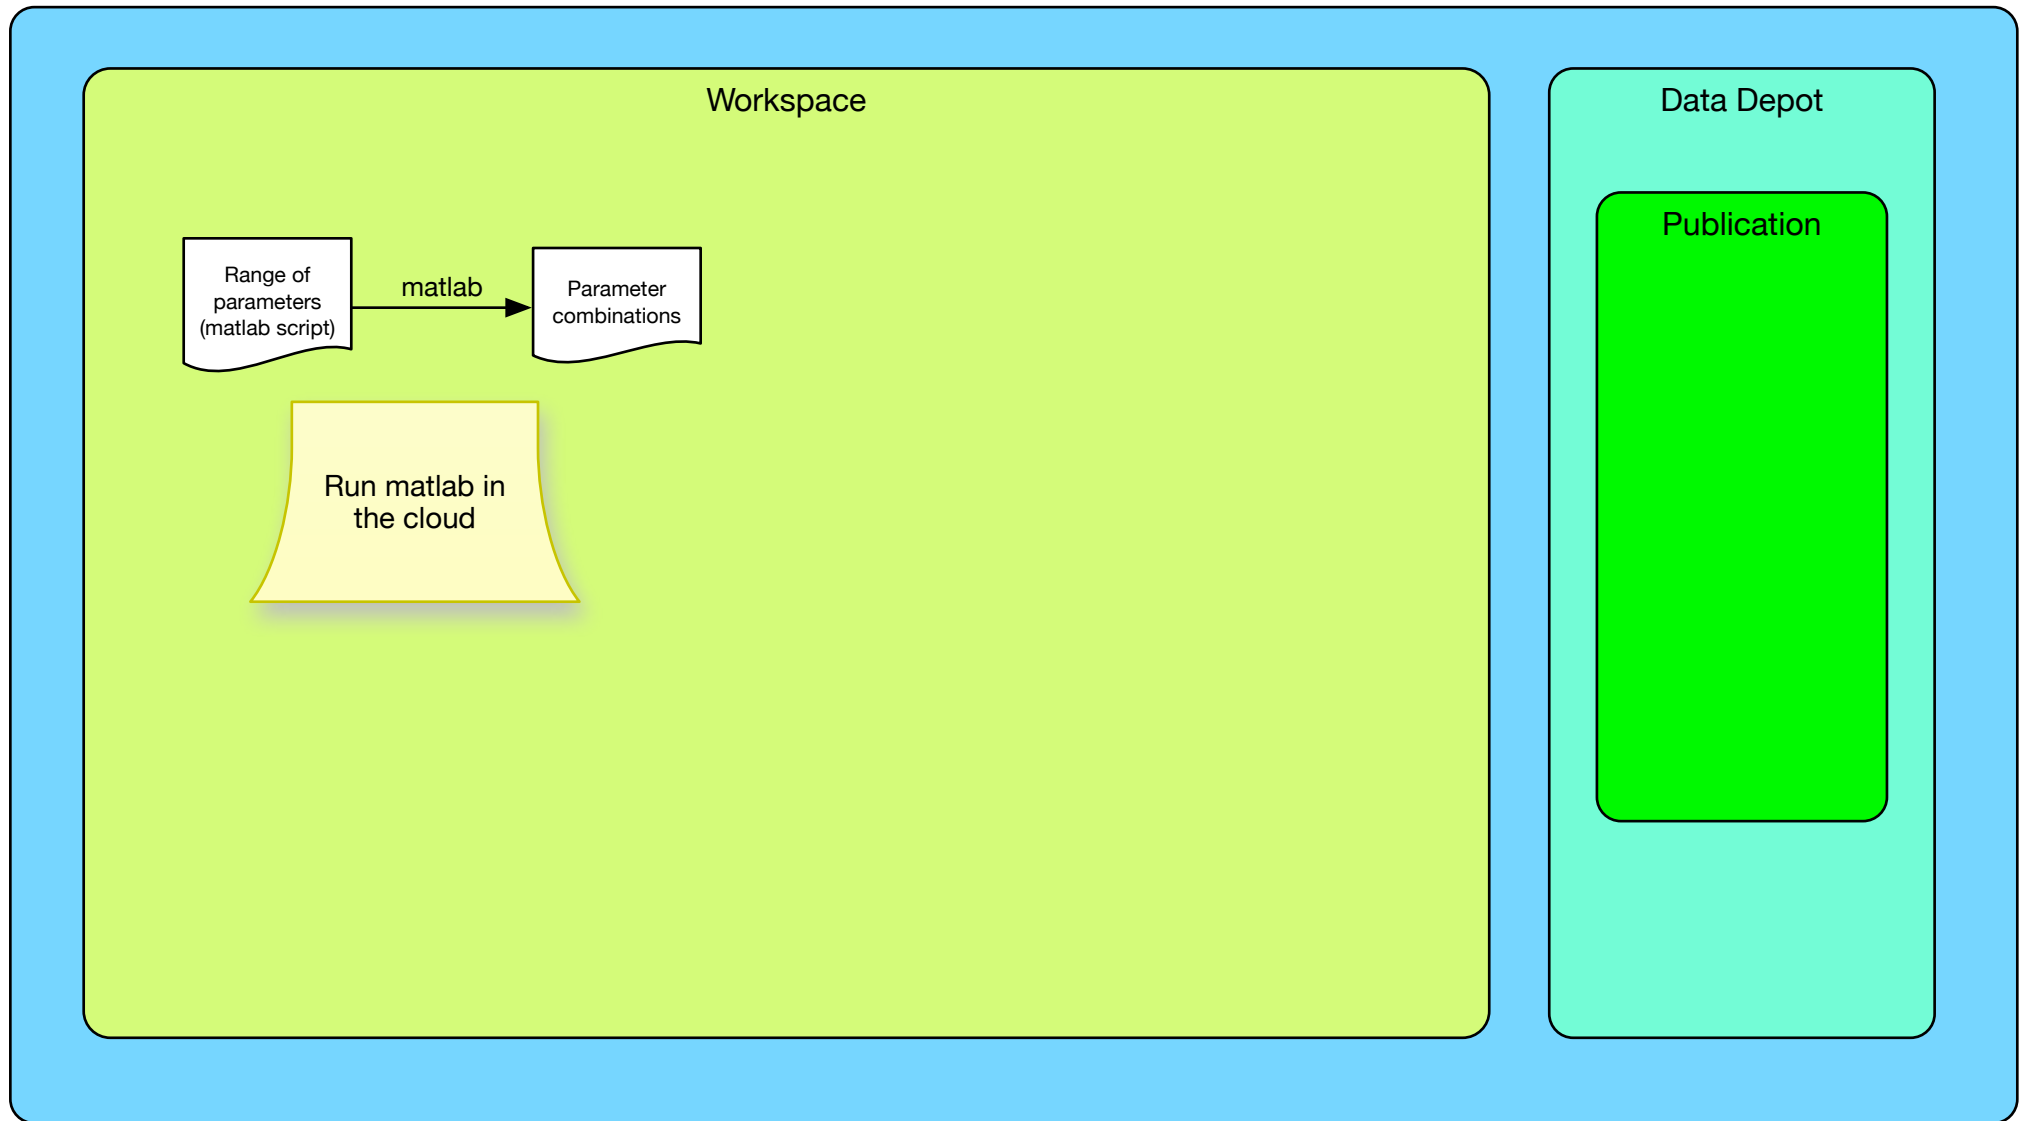 Workspace
Data Depot
Publication
Range of
parameters
(matlab script)
matlab
Parameter
combinations
Run matlab in
the cloud